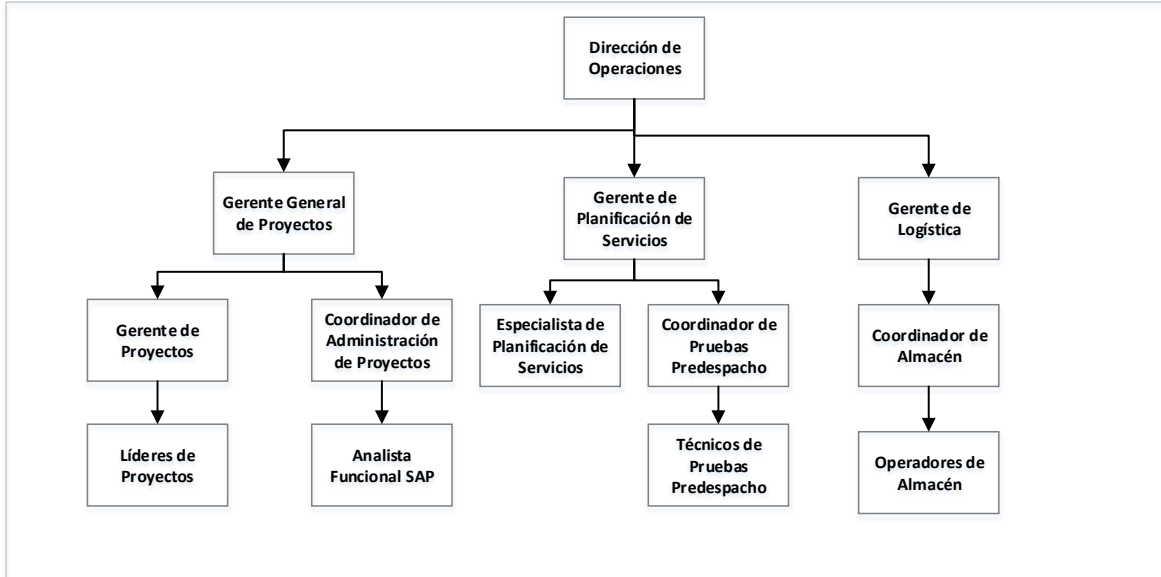 Dirección de
Operaciones
Gerente General
de Proyectos
Gerente de
Planificación de
Servicios
Gerente de
Logística
Gerente de
Proyectos
Coordinador de
Administración
de Proyectos
Especialista de
Planificación de
Servicios
Coordinador de
Pruebas
Predespacho
Coordinador de
Almacén
Líderes de
Proyectos
Analista
Funcional SAP
Técnicos de
Pruebas
Predespacho
Operadores de
Almacén